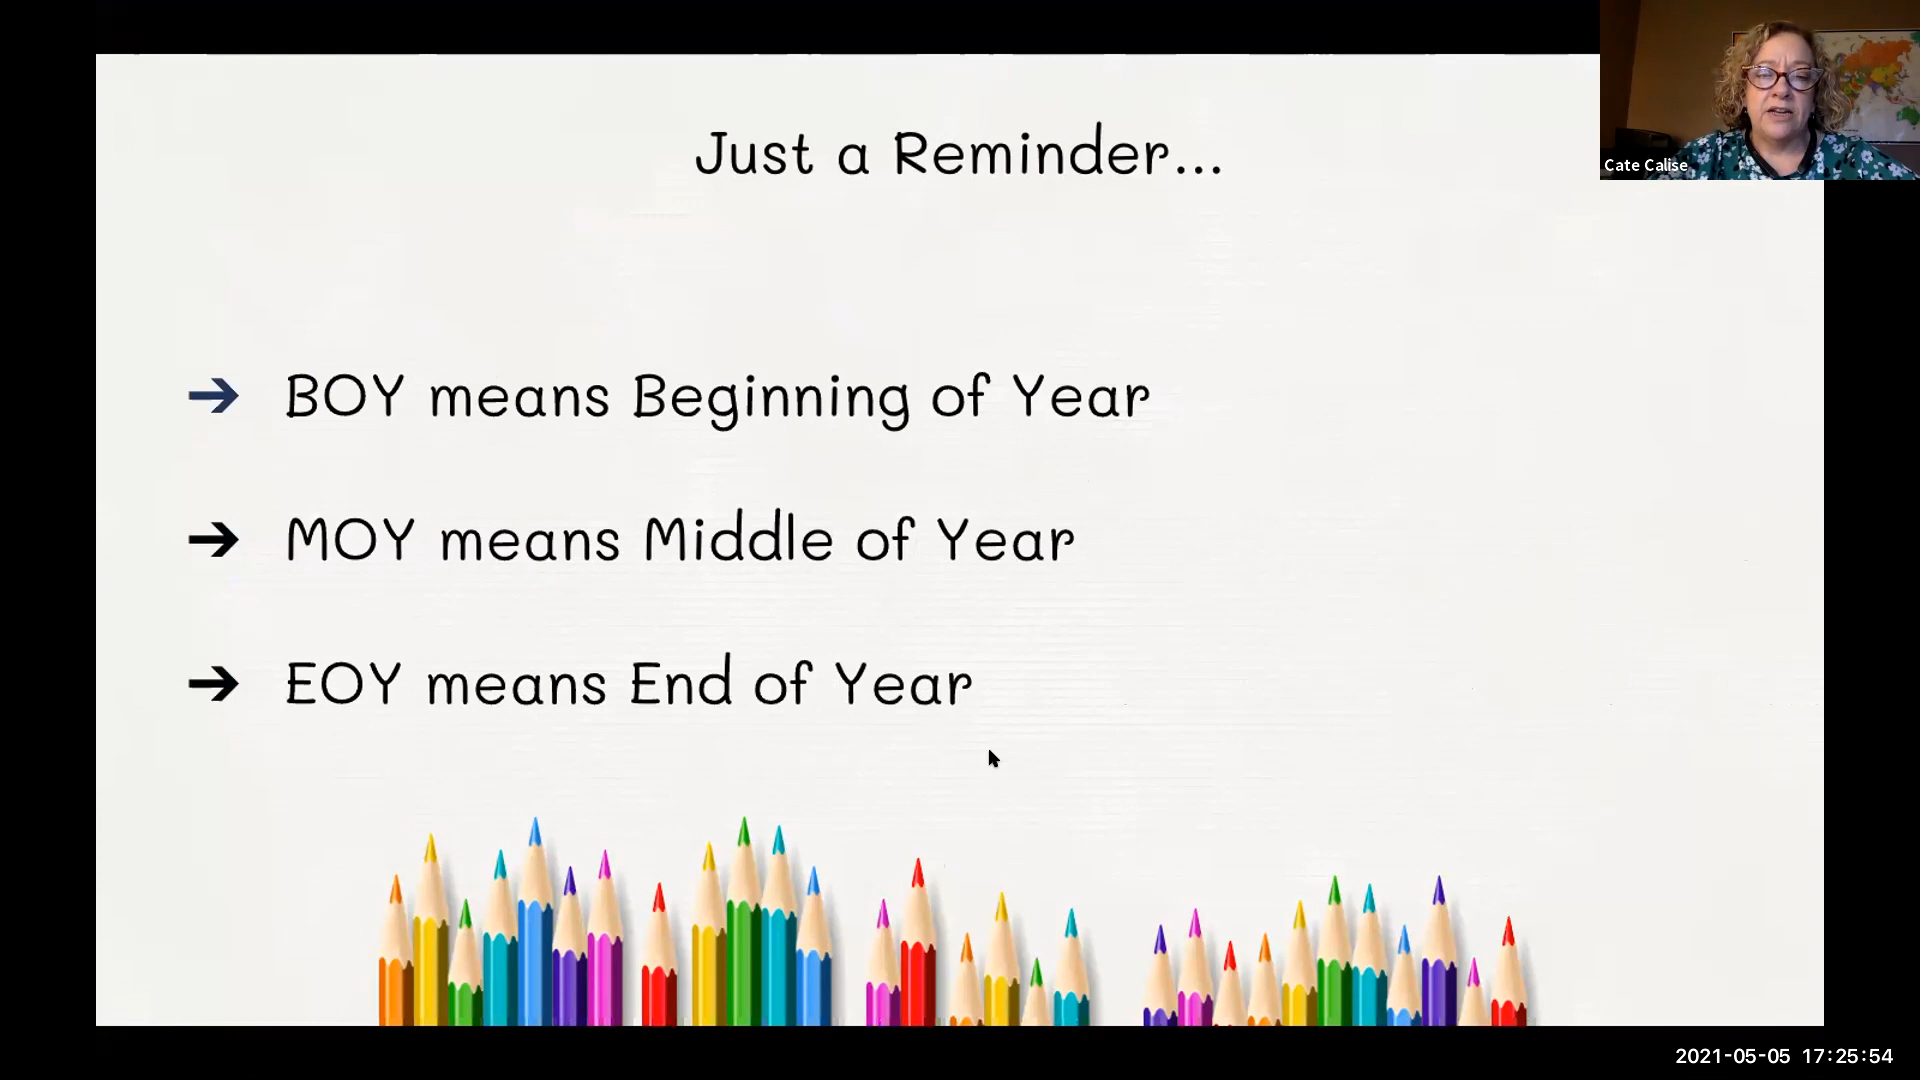 Just a Reminder...
Cate Calise
➔ BOY means Beginning of Year
➔ MOY means Middle of Year
➔ EOY means End of Year
2021-05-05 17:25:54